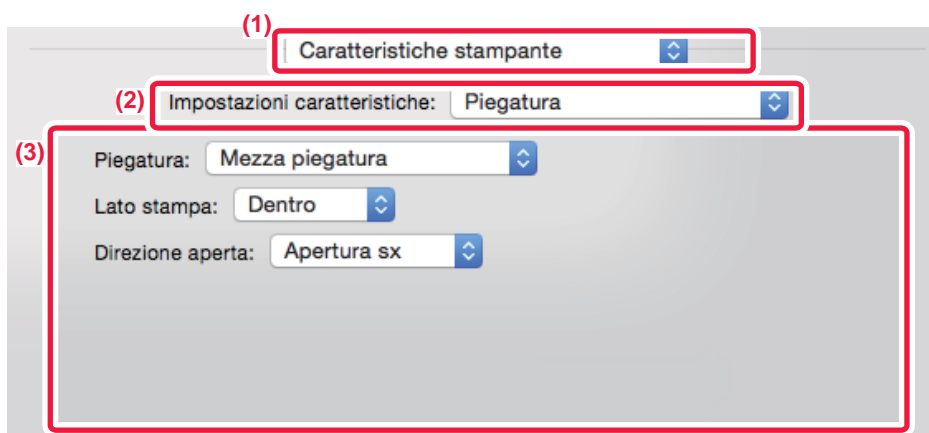 (1)
Caratteristiche stampante
(2)
Impostazioni caratteristiche: Piegatura
(3)
Piegatura: Mezza piegatura
Lato stampa: Dentro
Direzione aperta: Apertura sx